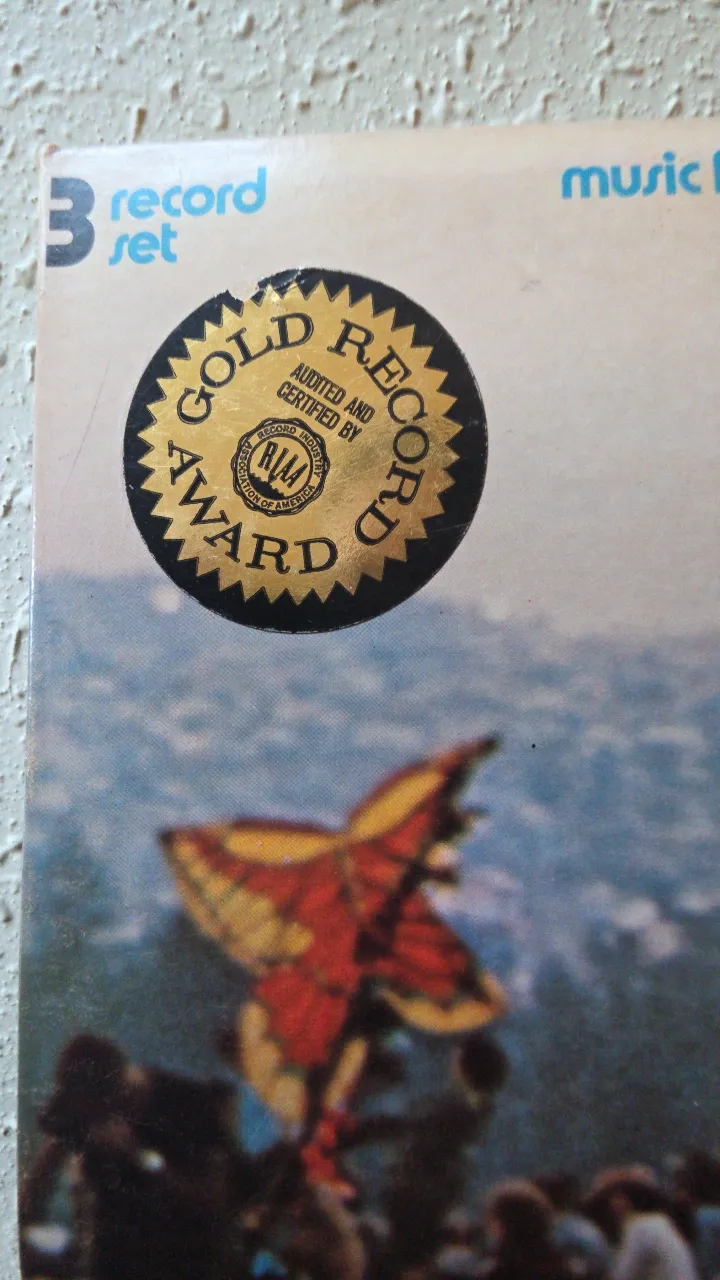 3 record set
music
GOLD RECORD
AUDITED AND
CERTIFIED BY
RECORD INDUSTRY
RIAA
ASSOCIATION OF AMERICA
AWARD